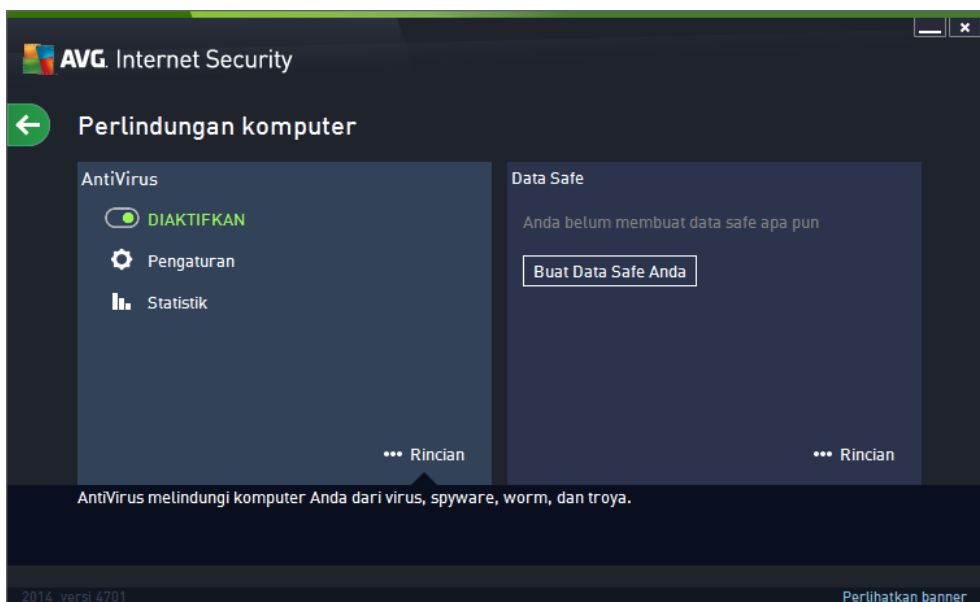 AVG. Internet Security
Perlindungan komputer
AntiVirus
DIAKTIFKAN
Pengaturan
Statistik
••• Rincian
Data Safe
Anda belum membuat data safe apa pun
Buat Data Safe Anda
••• Rincian
AntiVirus melindungi komputer Anda dari virus, spyware, worm, dan troya.
2014 versi 4701
Perlihatkan banner